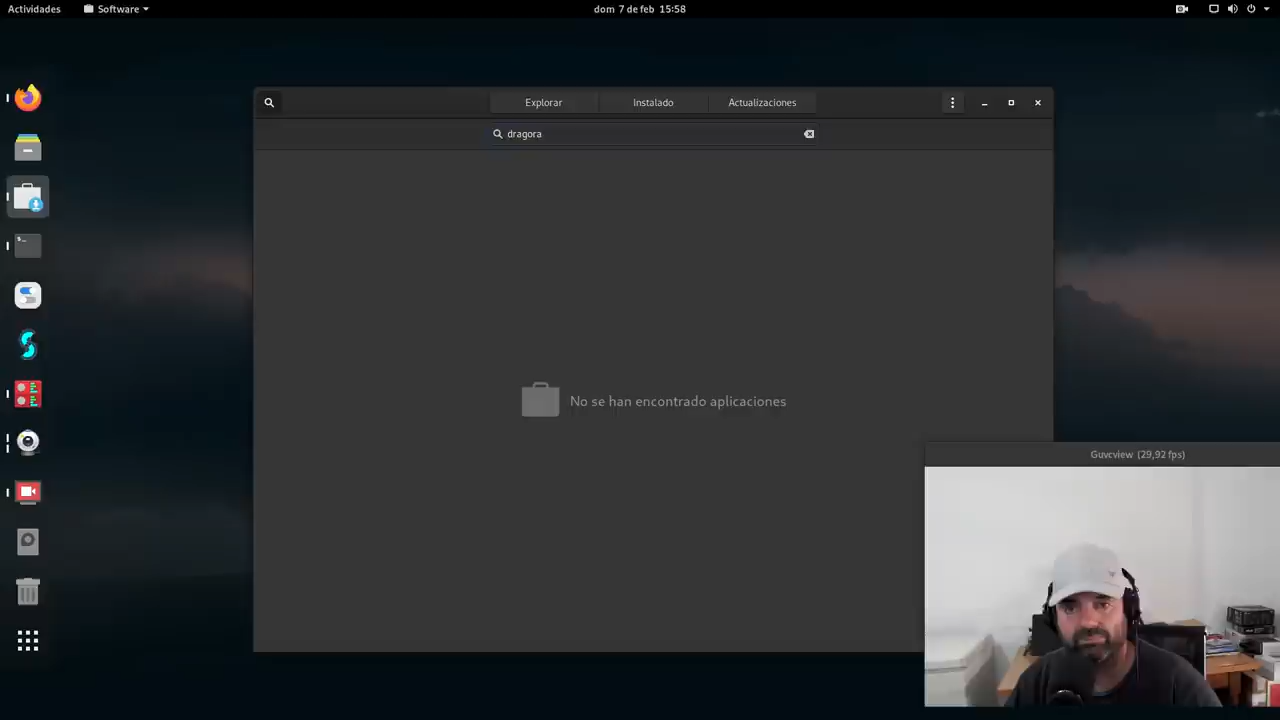 Actividades
Software
dom 7 de feb 15:58
Explorar
Instalado
Actualizaciones
dragora
No se han encontrado aplicaciones
Guvcview (29,92 fps)